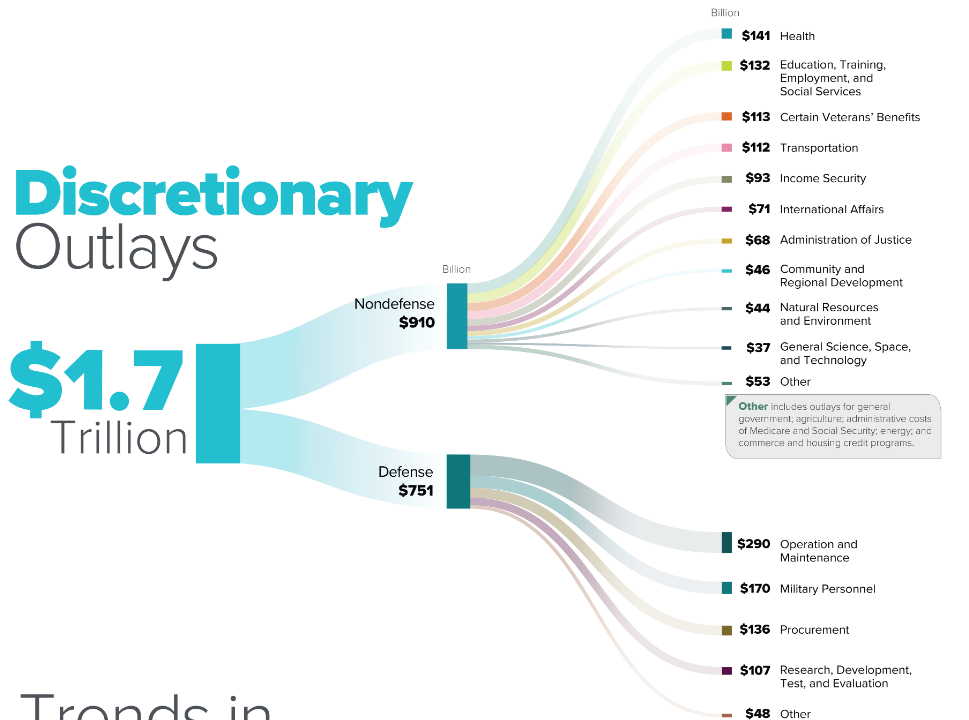 Billion
$141 Health
$132 Education, Training,
Employment, and
Social Services
$113 Certain Veterans’ Benefits
$112 Transportation
$93 Income Security
$71 International Affairs
$68 Administration of Justice
$46 Community and
Regional Development
$44 Natural Resources
and Environment
$37 General Science, Space,
and Technology
$53 Other
Other includes outlays for general
government; agriculture; administrative costs
of Medicare and Social Security; energy; and
commerce and housing credit programs.
Discretionary
Outlays
Billion
Nondefense
$910
$1.7
Trillion
Defense
$751
$290 Operation and
Maintenance
$170 Military Personnel
$136 Procurement
$107 Research, Development,
Test, and Evaluation
$48 Other
Trends in